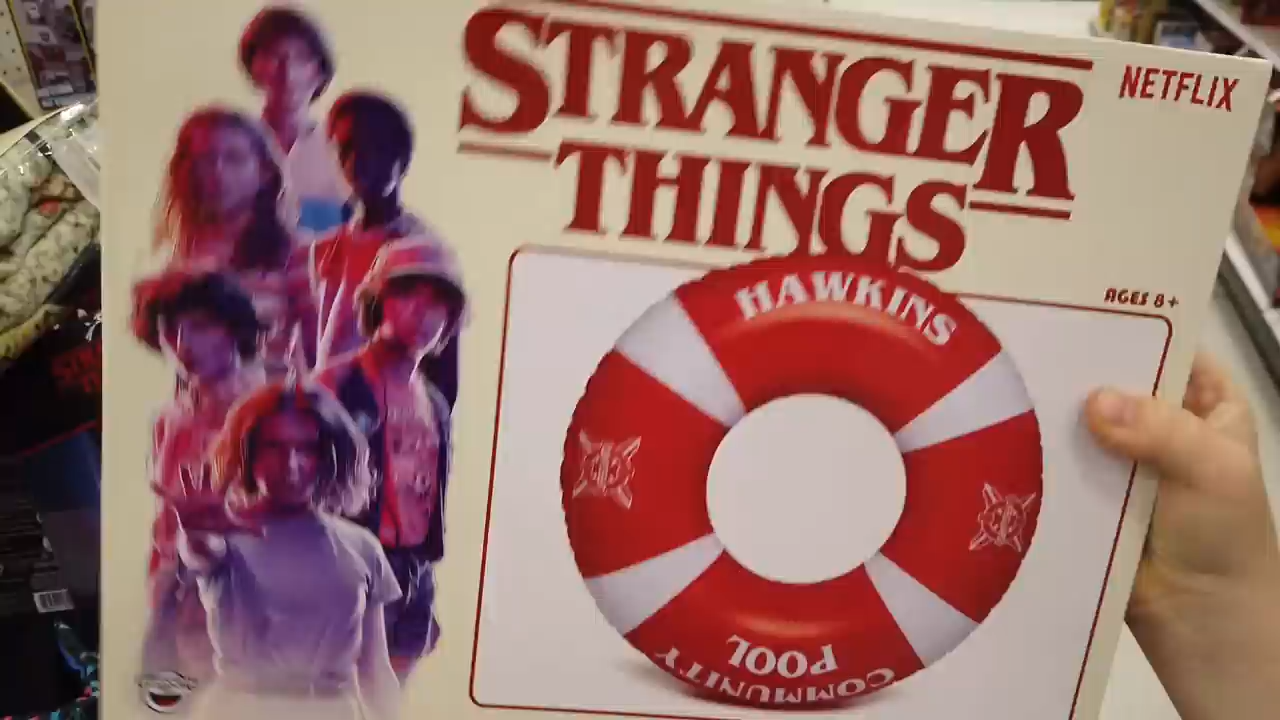 STRANGER
THINGS
NETFLIX
AGES 8+
HAWKINS
COMMUNITY
POOL